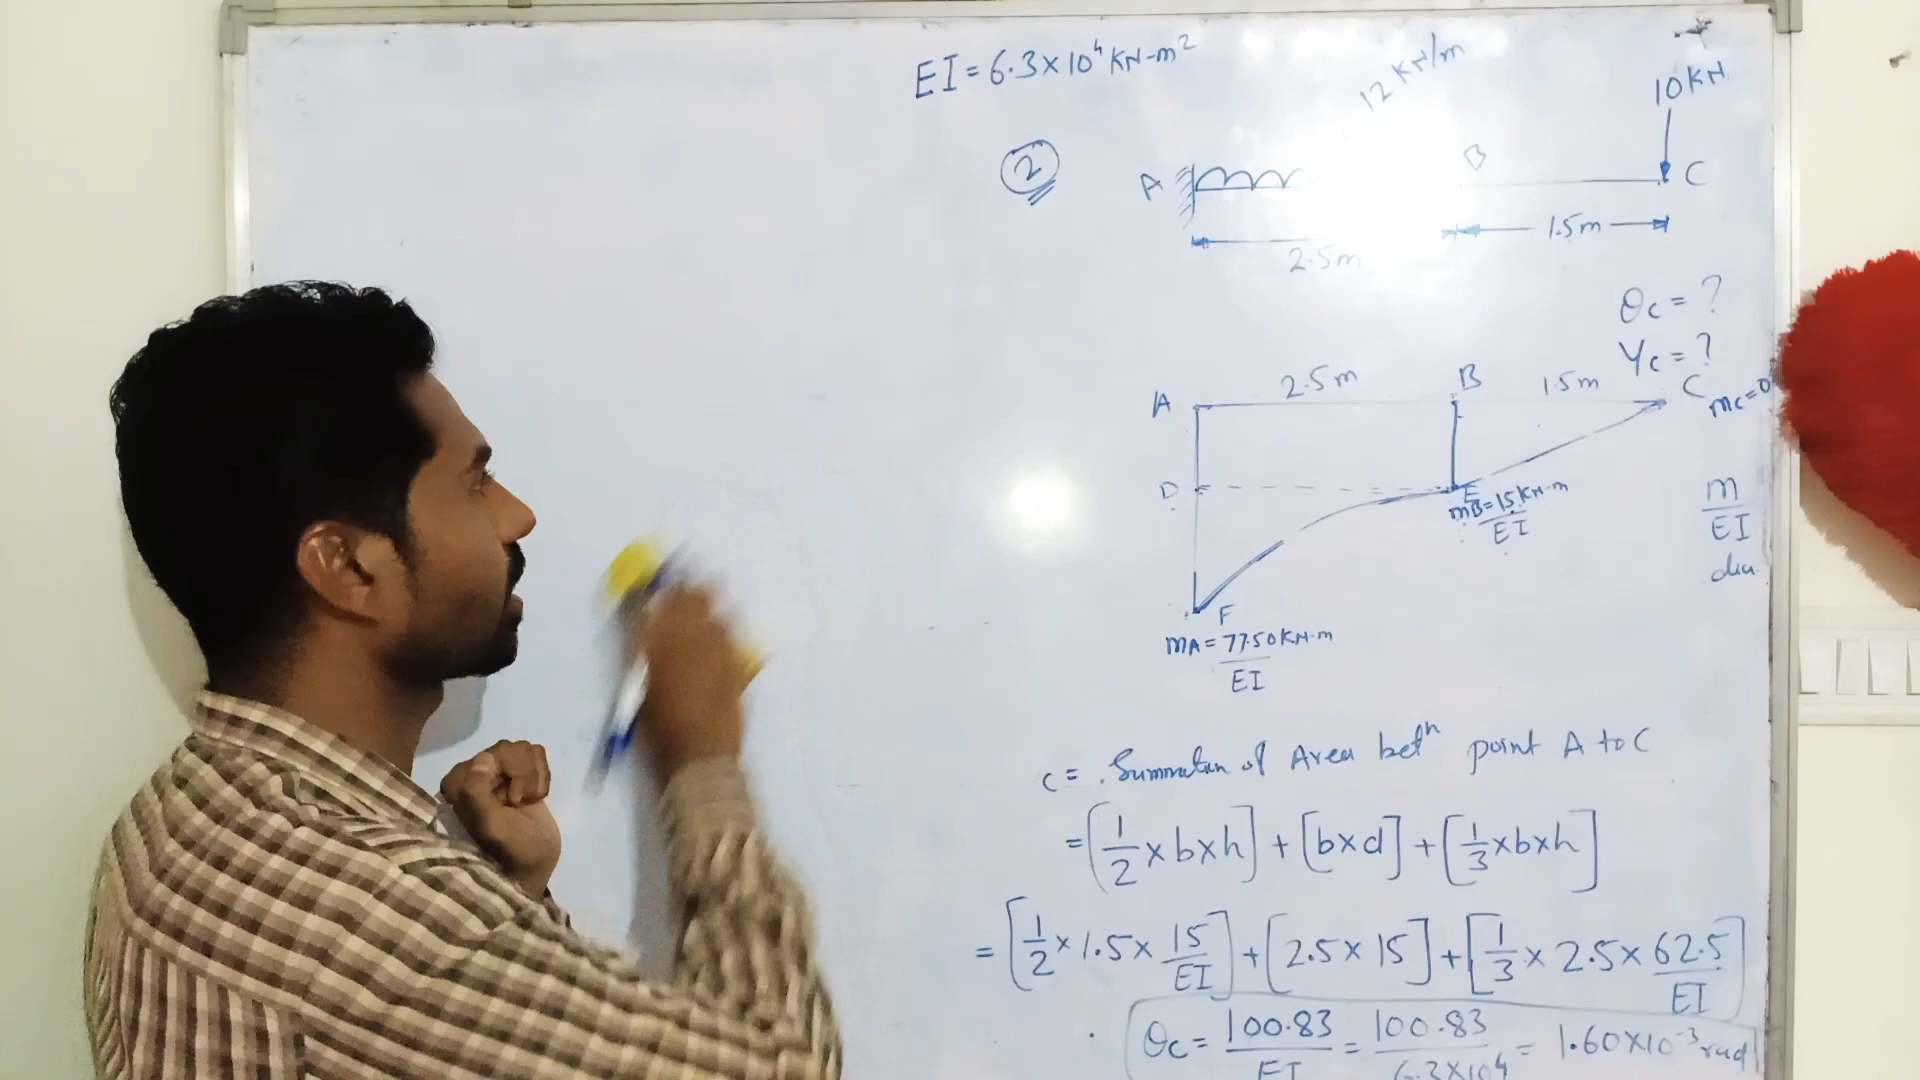 EI = 6.3×10⁴ KN-m²
12 KN/m
10KN
②
A
B
C
2.5m
1.5m
θc = ?
Yc = ?
A
2.5m
B
1.5m
C
mc=0
D
E
mB=15KN·m
EI
m
EI
dia
F
mA = 77.50KN·m
EI
c = Summation of Area betⁿ point A to C
= [1/2 × b×h] + [b×d] + [1/3 ×b×h]
= [1/2 × 1.5 × 15/EI] + [2.5 × 15] + [1/3 × 2.5 × 62.5/EI]
θc = 100.83/EI = 100.83/6.3×10⁴ = 1.60×10⁻³ rad